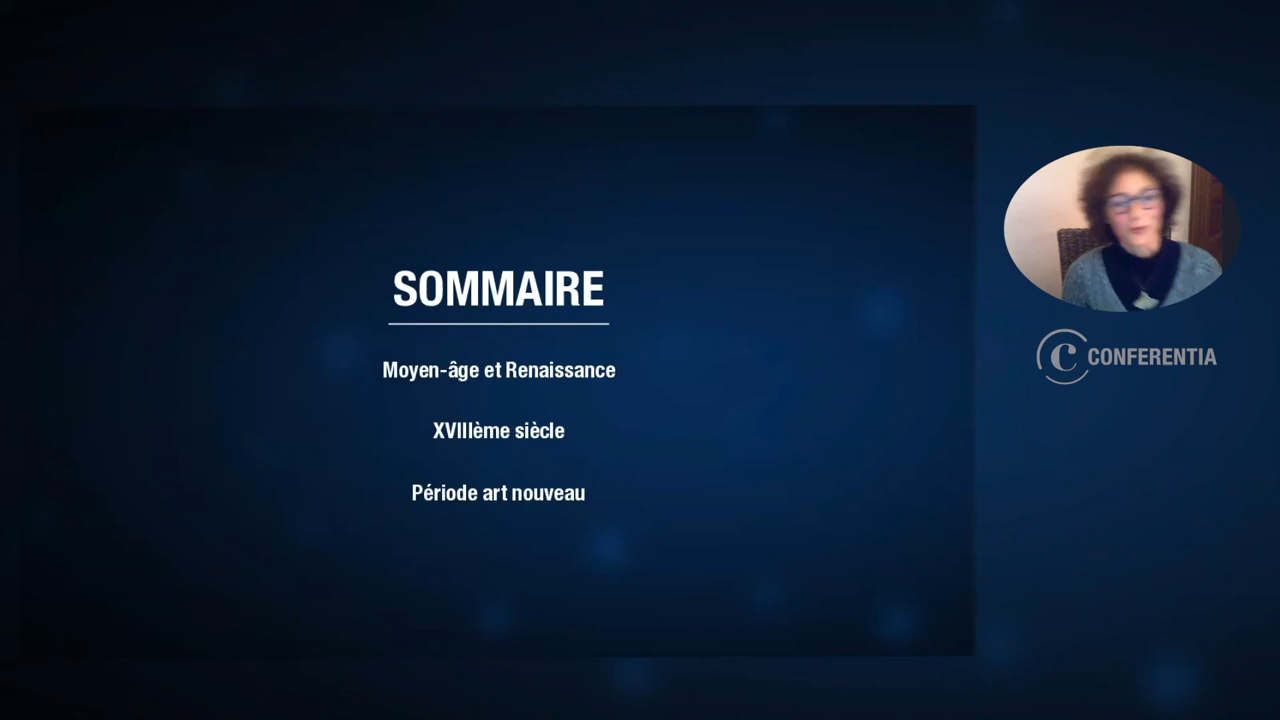 SOMMAIRE
Moyen-âge et Renaissance
XVIIIème siècle
Période art nouveau
C CONFERENTIA